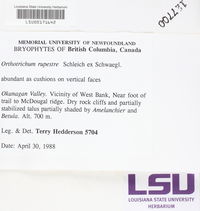 Louisiana State University Herbarium
LSU00171642
127700
MEMORIAL UNIVERSITY OF NEWFOUNDLAND
BRYOPHYTES OF British Columbia, Canada
Orthotrichum rupestre Schleich ex Schwaegl.
abundant as cushions on vertical faces
Okanagan Valley. Vicinity of West Bank, Near foot of
trail to McDougal ridge. Dry rock cliffs and partially
stabilized talus partially shaded by Amelanchier and
Betula. Alt. 700 m.
Leg. & Det. Terry Hedderson 5704
Date: April 30, 1988
LSU
LOUISIANA STATE UNIVERSITY
HERBARIUM